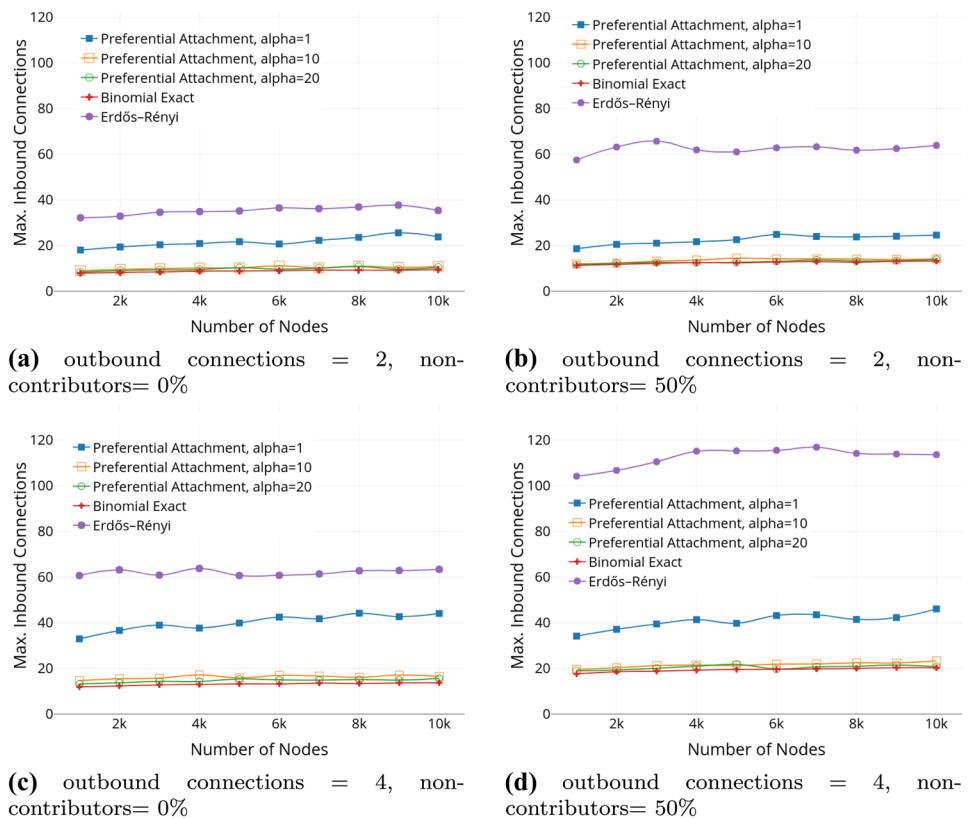 120
100
80
60
40
20
0
Max. Inbound Connections
Preferential Attachment, alpha=1
Preferential Attachment, alpha=10
Preferential Attachment, alpha=20
Binomial Exact
Erdős–Rényi
2k 4k 6k 8k 10k
Number of Nodes
(a) outbound connections = 2, non-
contributors= 0%
120
100
80
60
40
20
0
Max. Inbound Connections
Preferential Attachment, alpha=1
Preferential Attachment, alpha=10
Preferential Attachment, alpha=20
Binomial Exact
Erdős–Rényi
2k 4k 6k 8k 10k
Number of Nodes
(b) outbound connections = 2, non-
contributors= 50%
120
100
80
60
40
20
0
Max. Inbound Connections
Preferential Attachment, alpha=1
Preferential Attachment, alpha=10
Preferential Attachment, alpha=20
Binomial Exact
Erdős–Rényi
2k 4k 6k 8k 10k
Number of Nodes
(c) outbound connections = 4, non-
contributors= 0%
120
100
80
60
40
20
0
Max. Inbound Connections
Preferential Attachment, alpha=1
Preferential Attachment, alpha=10
Preferential Attachment, alpha=20
Binomial Exact
Erdős–Rényi
2k 4k 6k 8k 10k
Number of Nodes
(d) outbound connections = 4, non-
contributors= 50%